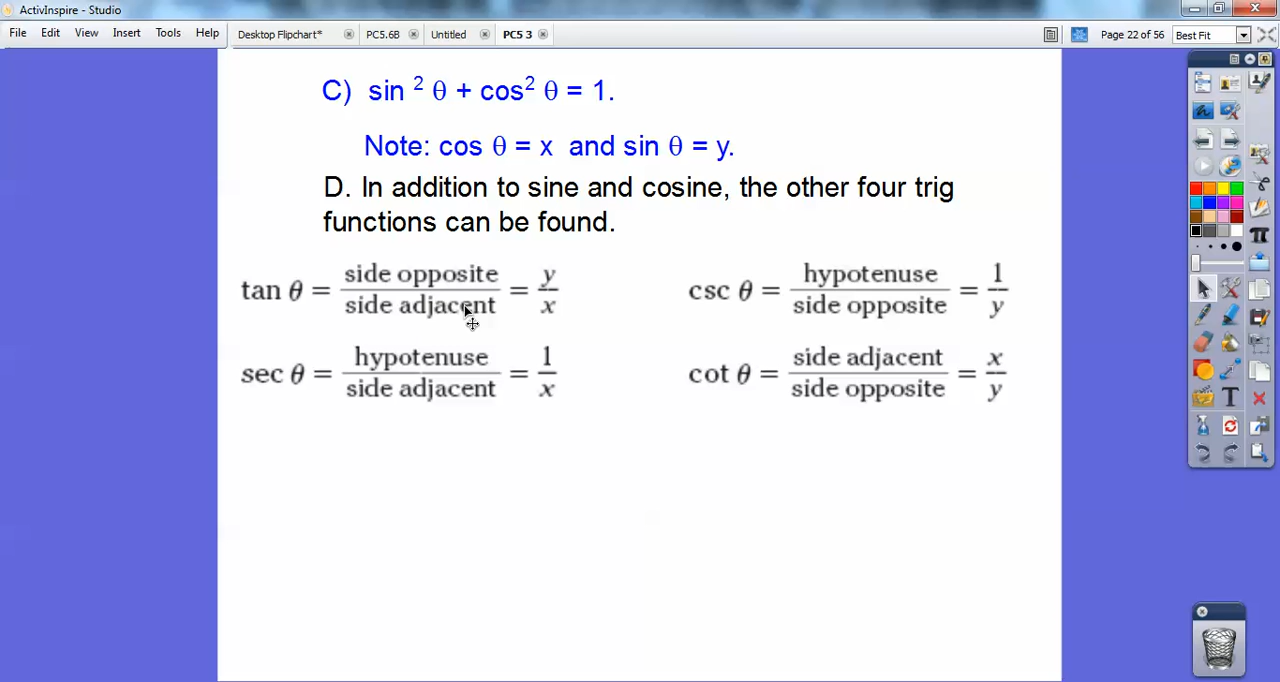 ActivInspire - Studio
File Edit View Insert Tools Help Desktop Flipchart* PC5.6B Untitled PC5 3 Page 22 of 56 Best Fit
C) sin ² θ + cos² θ = 1.
Note: cos θ = x and sin θ = y.
D. In addition to sine and cosine, the other four trig
functions can be found.
tan θ = side opposite / side adjacent = y / x
csc θ = hypotenuse / side opposite = 1 / y
sec θ = hypotenuse / side adjacent = 1 / x
cot θ = side adjacent / side opposite = x / y